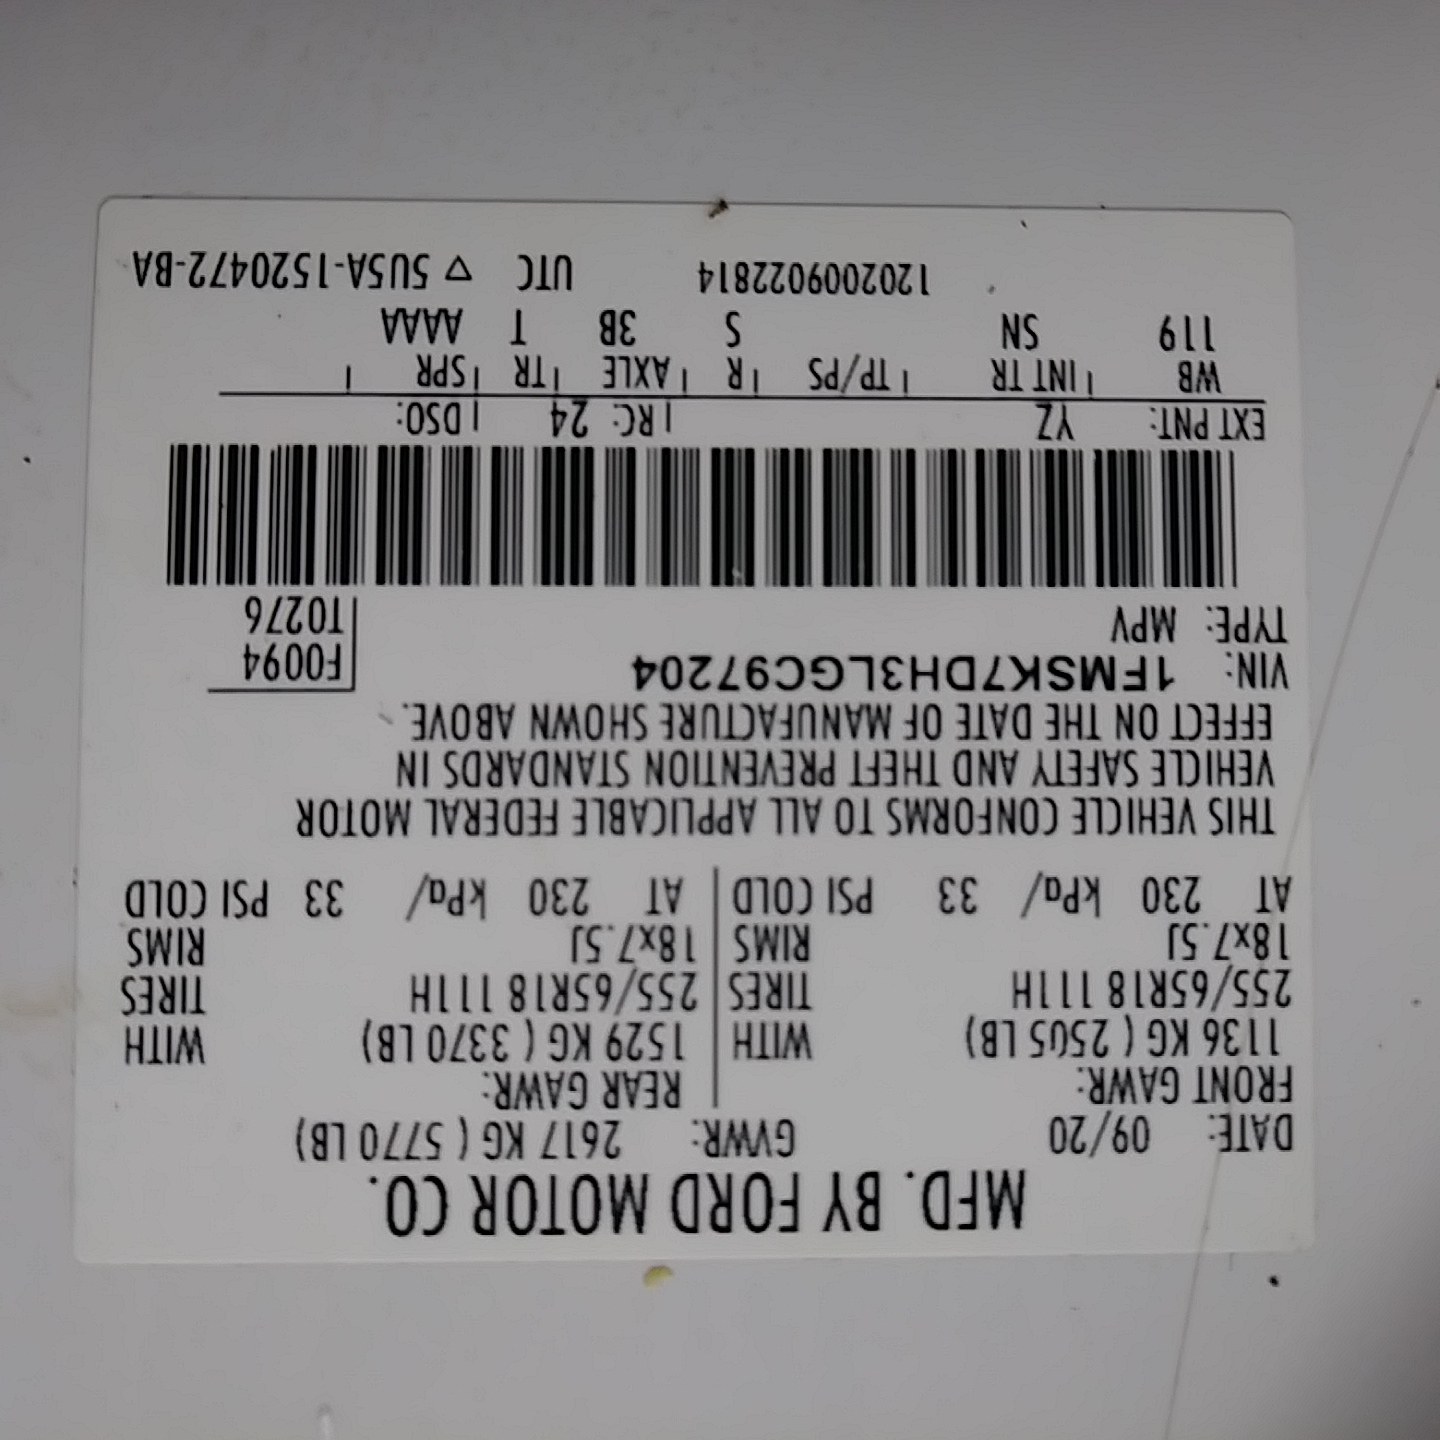 MFD. BY FORD MOTOR CO.
DATE: 09/20 GVWR: 2617 KG ( 5770 LB)
FRONT GAWR: REAR GAWR:
1136 KG ( 2505 LB) WITH 1529 KG ( 3370 LB) WITH
255/65R18 111H TIRES 255/65R18 111H TIRES
18x7.5J RIMS 18x7.5J RIMS
AT 230 kPa/ 33 PSI COLD AT 230 kPa/ 33 PSI COLD
THIS VEHICLE CONFORMS TO ALL APPLICABLE FEDERAL MOTOR
VEHICLE SAFETY AND THEFT PREVENTION STANDARDS IN
EFFECT ON THE DATE OF MANUFACTURE SHOWN ABOVE.
VIN: 1FMSK7DH3LGC97204 F0094
TYPE: MPV T0276
EXT PNT: YZ RC: 24 DSO:
WB INT TR TP/PS R AXLE TR SPR
119 SN S 3B T AAAA
120200902​2814 UTC ▽ 5U5A-1520472-BA